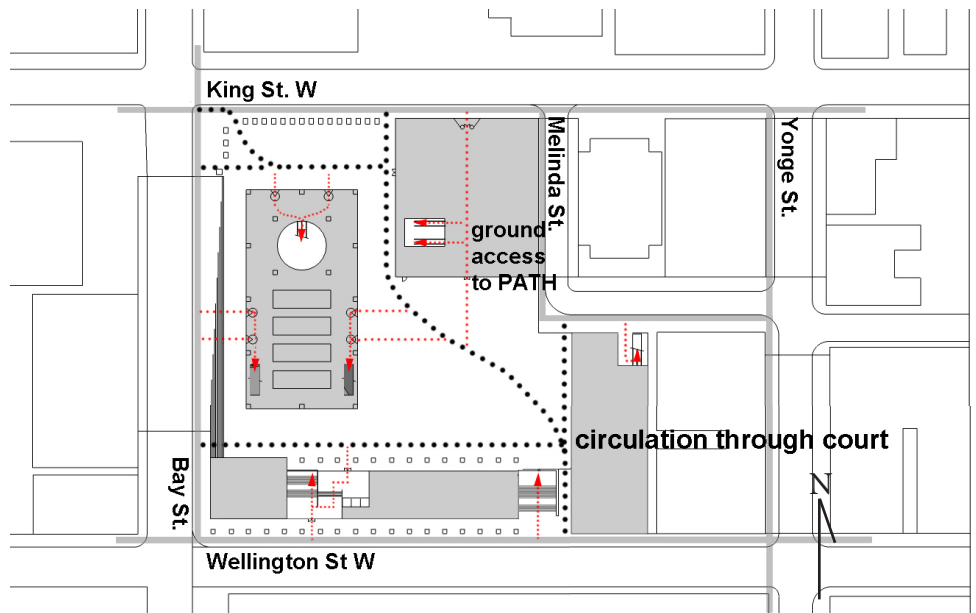 King St. W
Melinda St.
Yonge St.
ground
access
to PATH
circulation through court
Bay St.
N
Wellington St W